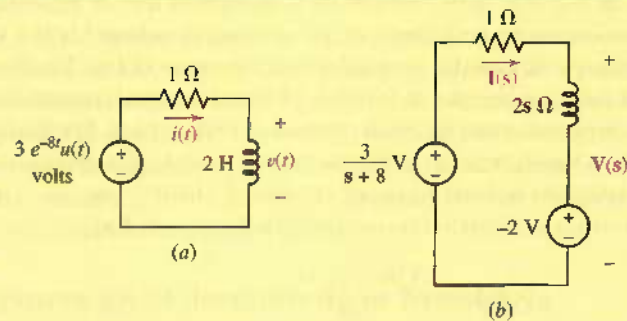 1 Ω
i(t)
3 e^{-8t}u(t)
volts
+
−
2 H
+
v(t)
−
(a)
1 Ω
I(s)
3
s + 8
V
+
−
2s Ω
+
V(s)
−2 V
+
−
−
(b)